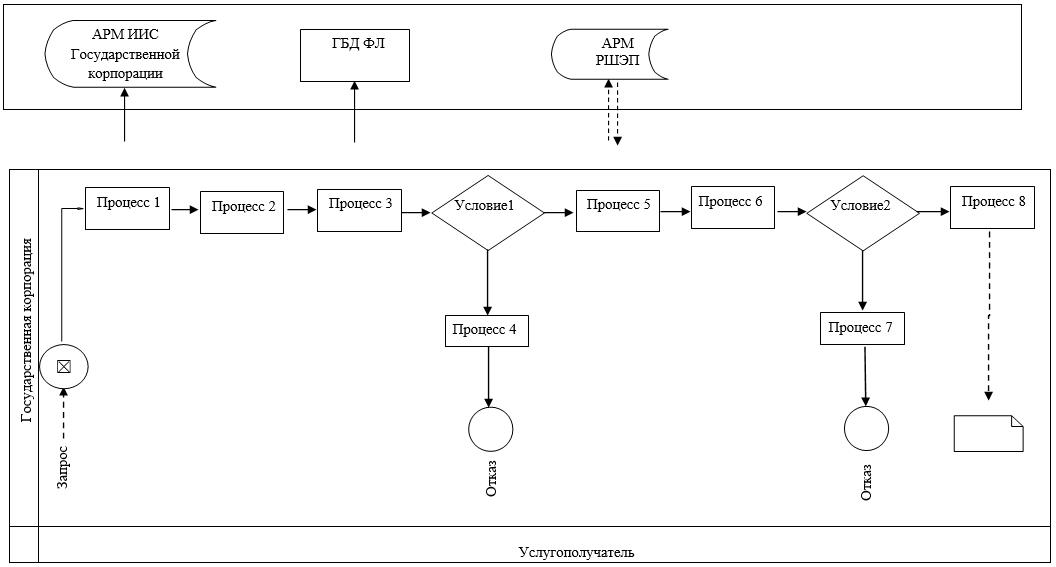 АРМ ИИС
Государственной
корпорации
ГБД ФЛ
АРМ
РШЭП
Государственная корпорация
Процесс 1
Процесс 2
Процесс 3
Условие1
Процесс 5
Процесс 6
Условие2
Процесс 8
Процесс 4
Процесс 7
Запрос
Отказ
Отказ
Услугополучатель